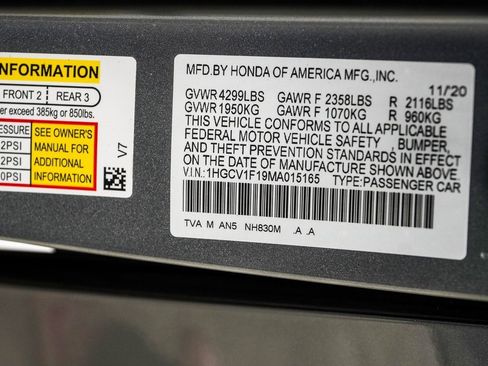 INFORMATION
FRONT 2 REAR 3
er exceed 385kg or 850lbs.
ESSURE SEE OWNER'S
2PSI MANUAL FOR
2PSI ADDITIONAL
0PSI INFORMATION
V7
MFD.BY HONDA OF AMERICA MFG.,INC.
11/20
GVWR 4299LBS GAWR F 2358LBS R 2116LBS
GVWR 1950KG GAWR F 1070KG R 960KG
THIS VEHICLE CONFORMS TO ALL APPLICABLE
FEDERAL MOTOR VEHICLE SAFETY , BUMPER,
AND THEFT PREVENTION STANDARDS IN EFFECT
ON THE DATE OF MANUFACTURE SHOWN ABOVE.
V.I.N.:1HGCV1F19MA015165 TYPE:PASSENGER CAR
TVA M AN5 NH830M .A .A